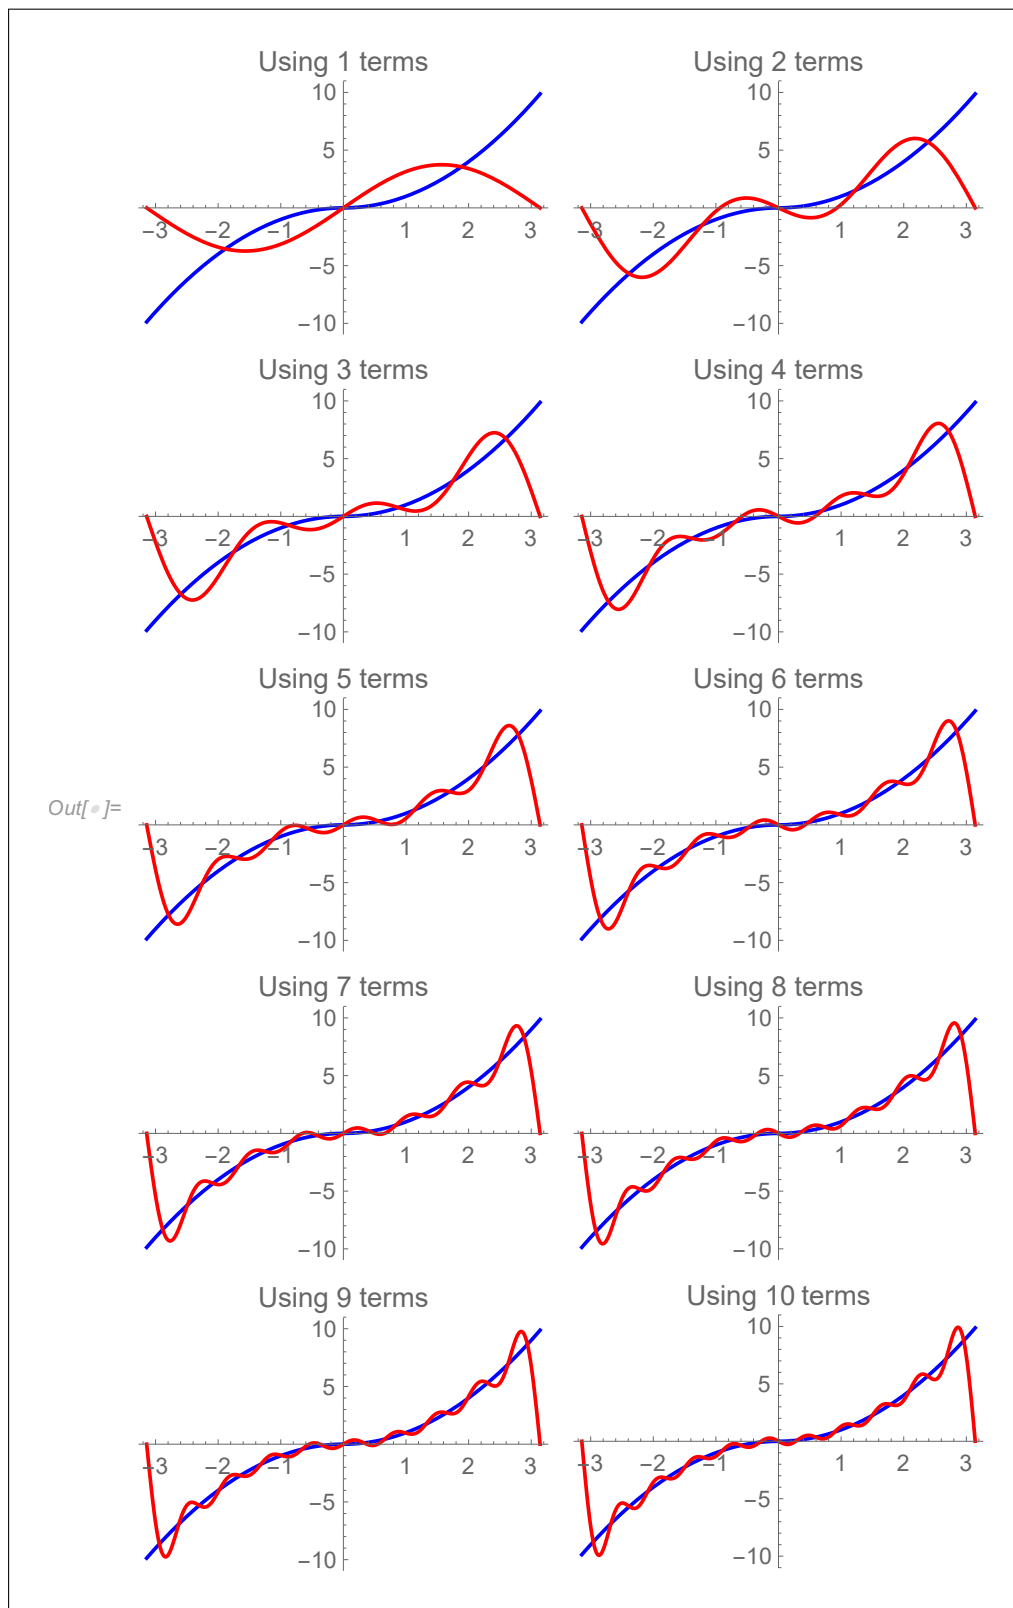 Using 1 terms
10
5
−3 −2 −1 1 2 3
−5
−10
Using 2 terms
10
5
−3 −2 −1 1 2 3
−5
−10
Using 3 terms
10
5
−3 −2 −1 1 2 3
−5
−10
Using 4 terms
10
5
−3 −2 −1 1 2 3
−5
−10
Out[•]=
Using 5 terms
10
5
−3 −2 −1 1 2 3
−5
−10
Using 6 terms
10
5
−3 −2 −1 1 2 3
−5
−10
Using 7 terms
10
5
−3 −2 −1 1 2 3
−5
−10
Using 8 terms
10
5
−3 −2 −1 1 2 3
−5
−10
Using 9 terms
10
5
−3 −2 −1 1 2 3
−5
−10
Using 10 terms
10
5
−3 −2 −1 1 2 3
−5
−10